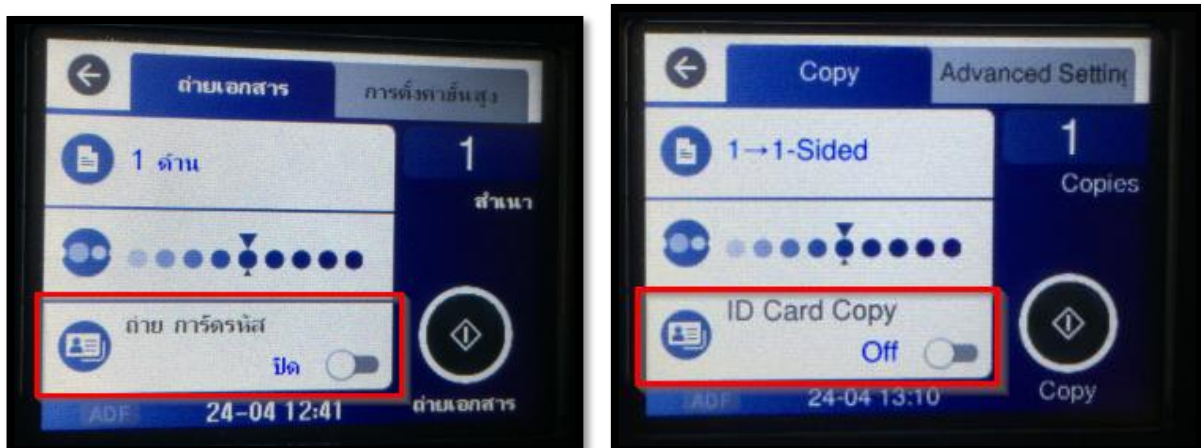 ถ่ายเอกสาร
การตั้งค่าขั้นสูง
1 ด้าน
1
สำเนา
ถ่าย การ์ดรหัส
ปิด
ADF
24-04 12:41
ถ่ายเอกสาร
Copy
Advanced Setting
1→1-Sided
1
Copies
ID Card Copy
Off
ADF
24-04 13:10
Copy